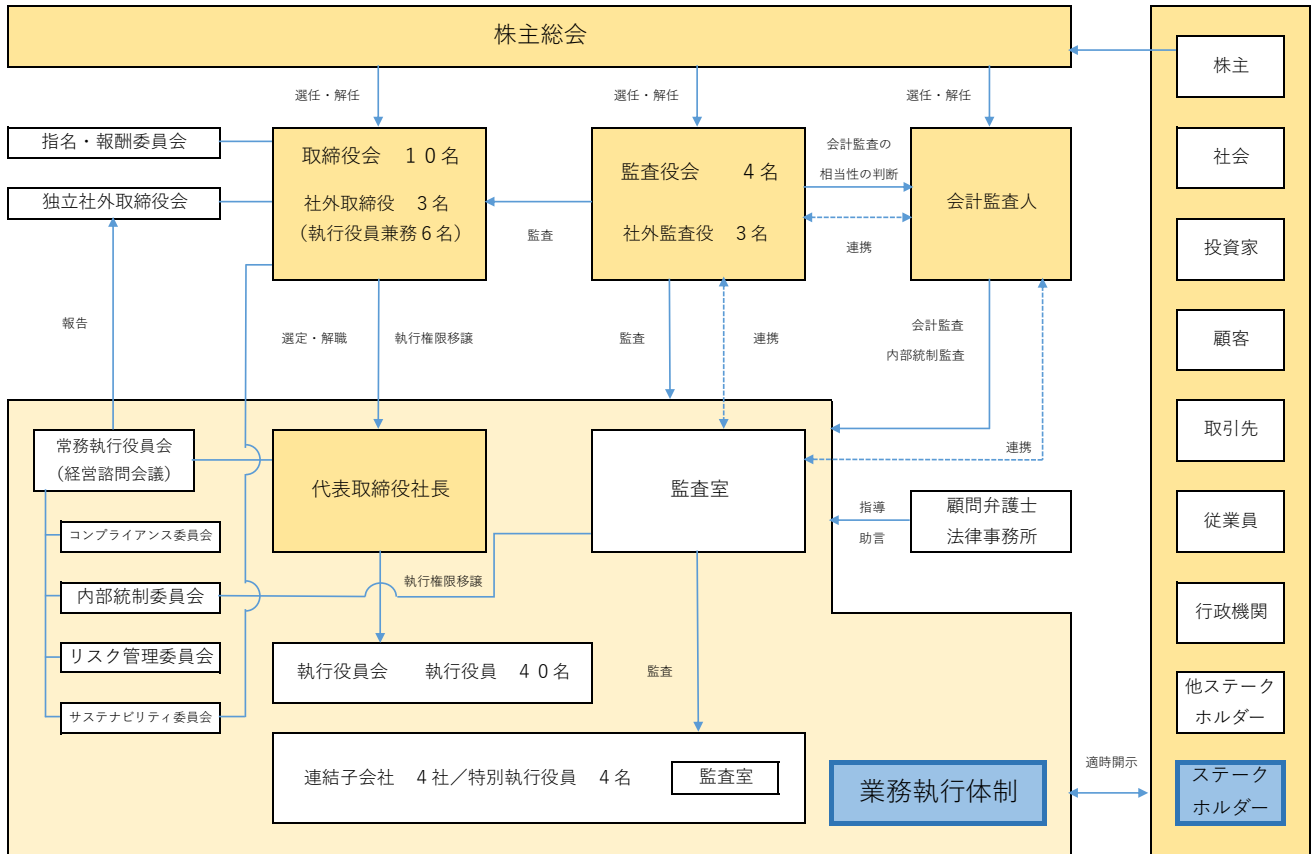 株主総会
選任・解任
選任・解任
選任・解任
指名・報酬委員会
独立社外取締役会
取締役会　１０名
社外取締役　３名
（執行役員兼務６名）
監査
監査役会　　４名
社外監査役　３名
会計監査の
相当性の判断
連携
会計監査人
報告
選定・解職
執行権限移譲
監査
連携
会計監査
内部統制監査
常務執行役員会
（経営諮問会議）
代表取締役社長
監査室
連携
指導
助言
顧問弁護士
法律事務所
コンプライアンス委員会
内部統制委員会
リスク管理委員会
サステナビリティ委員会
執行権限移譲
執行役員会　　執行役員　４０名
監査
連結子会社　４社／特別執行役員　４名
監査室
業務執行体制
適時開示
株主
社会
投資家
顧客
取引先
従業員
行政機関
他ステーク
ホルダー
ステーク
ホルダー